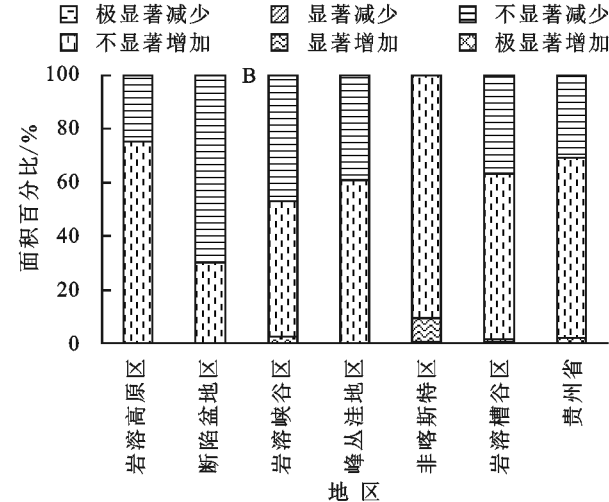 极显著减少 显著减少 不显著减少
不显著增加 显著增加 极显著增加
B
面积百分比/%
100
80
60
40
20
0
岩溶高原区
断陷盆地区
岩溶峡谷区
峰丛洼地区
非喀斯特区
岩溶槽谷区
贵州省
地 区